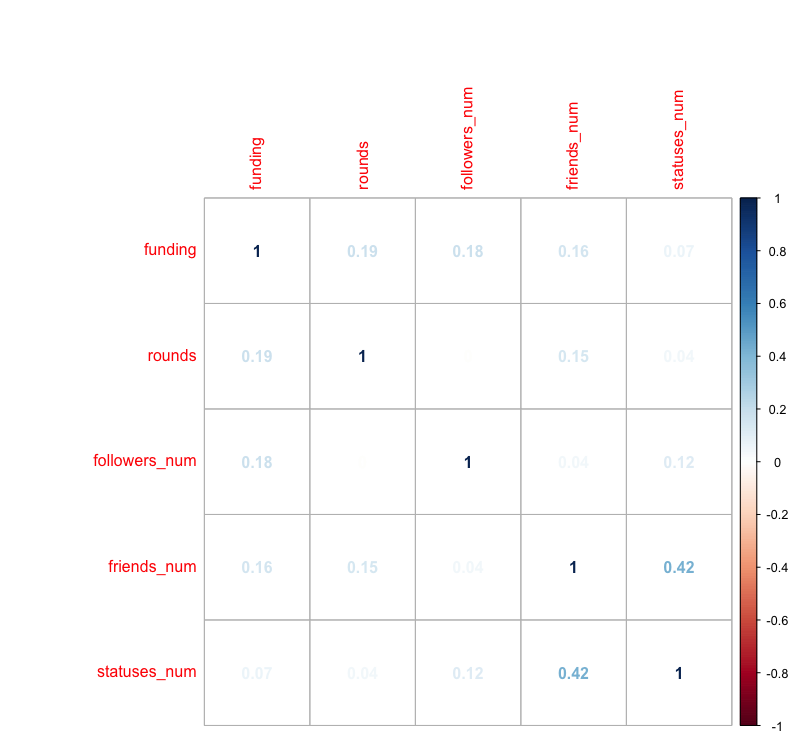 funding rounds followers_num friends_num statuses_num
funding 1 0.19 0.18 0.16 0.07
rounds 0.19 1 0.15 0.04
followers_num 0.18 1 0.04 0.12
friends_num 0.16 0.15 0.04 1 0.42
statuses_num 0.07 0.04 0.12 0.42 1
1
0.8
0.6
0.4
0.2
0
-0.2
-0.4
-0.6
-0.8
-1